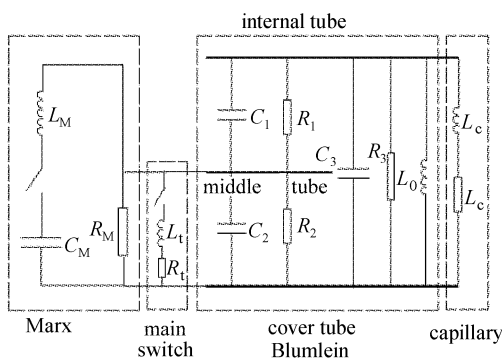 internal tube
L_M
C_M
R_M
L_t
R_t
C_1
R_1
C_3
R_3
L_0
L_c
L_c
middle tube
C_2
R_2
Marx
main
switch
cover tube
Blumlein
capillary